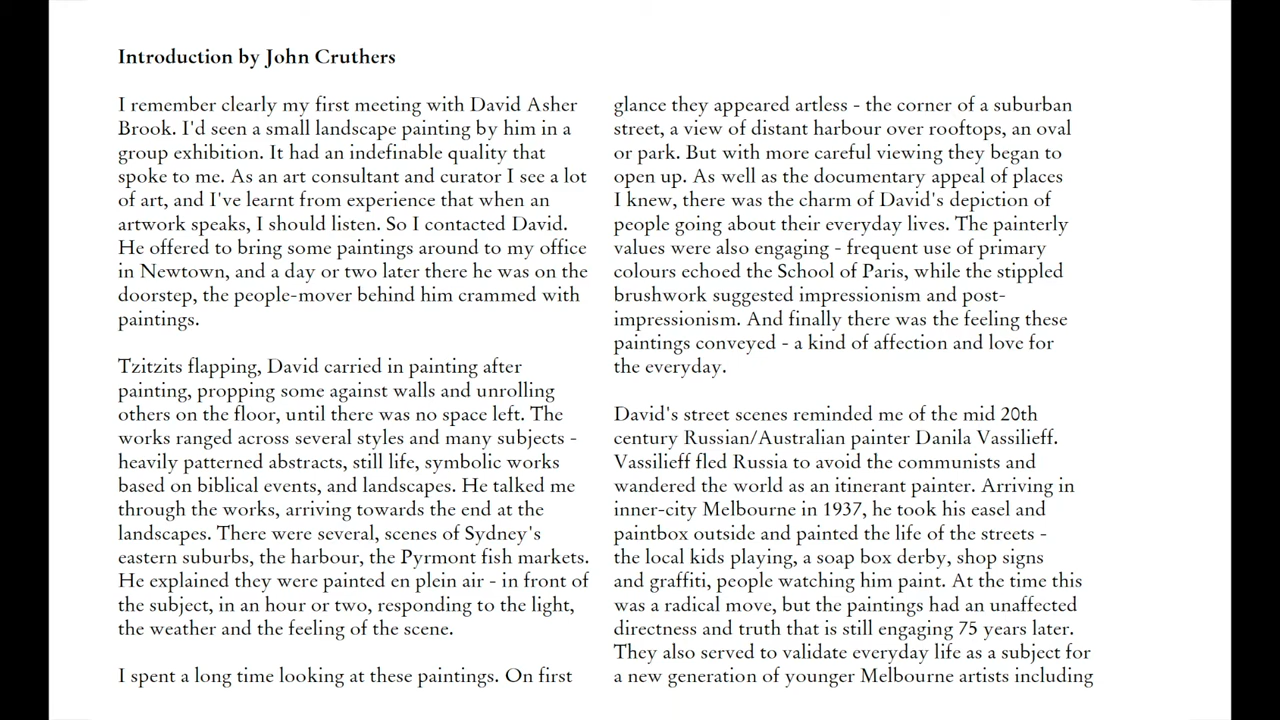 Introduction by John Cruthers
I remember clearly my first meeting with David Asher
Brook. I'd seen a small landscape painting by him in a
group exhibition. It had an indefinable quality that
spoke to me. As an art consultant and curator I see a lot
of art, and I've learnt from experience that when an
artwork speaks, I should listen. So I contacted David.
He offered to bring some paintings around to my office
in Newtown, and a day or two later there he was on the
doorstep, the people-mover behind him crammed with
paintings.
Tzitzits flapping, David carried in painting after
painting, propping some against walls and unrolling
others on the floor, until there was no space left. The
works ranged across several styles and many subjects -
heavily patterned abstracts, still life, symbolic works
based on biblical events, and landscapes. He talked me
through the works, arriving towards the end at the
landscapes. There were several, scenes of Sydney's
eastern suburbs, the harbour, the Pyrmont fish markets.
He explained they were painted en plein air - in front of
the subject, in an hour or two, responding to the light,
the weather and the feeling of the scene.
I spent a long time looking at these paintings. On first
glance they appeared artless - the corner of a suburban
street, a view of distant harbour over rooftops, an oval
or park. But with more careful viewing they began to
open up. As well as the documentary appeal of places
I knew, there was the charm of David's depiction of
people going about their everyday lives. The painterly
values were also engaging - frequent use of primary
colours echoed the School of Paris, while the stippled
brushwork suggested impressionism and post-
impressionism. And finally there was the feeling these
paintings conveyed - a kind of affection and love for
the everyday.
David's street scenes reminded me of the mid 20th
century Russian/Australian painter Danila Vassilieff.
Vassilieff fled Russia to avoid the communists and
wandered the world as an itinerant painter. Arriving in
inner-city Melbourne in 1937, he took his easel and
paintbox outside and painted the life of the streets -
the local kids playing, a soap box derby, shop signs
and graffiti, people watching him paint. At the time this
was a radical move, but the paintings had an unaffected
directness and truth that is still engaging 75 years later.
They also served to validate everyday life as a subject for
a new generation of younger Melbourne artists including